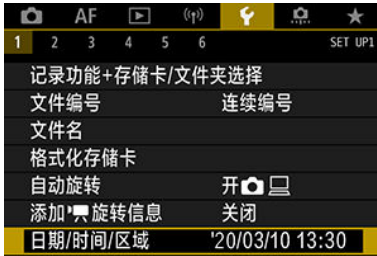 AF
1 2 3 4 5 6 SET UP1
记录功能+存储卡/文件夹选择
文件编号 连续编号
文件名
格式化存储卡
自动旋转 开
添加旋转信息 关闭
日期/时间/区域 '20/03/10 13:30